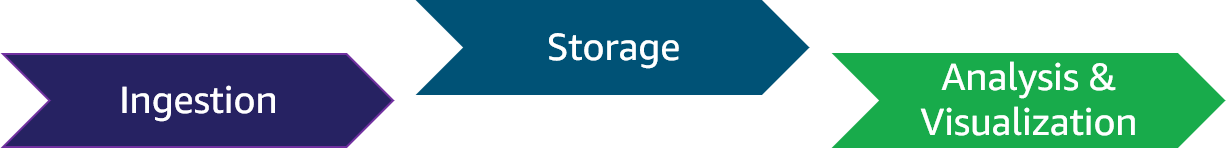 Ingestion
Storage
Analysis &
Visualization